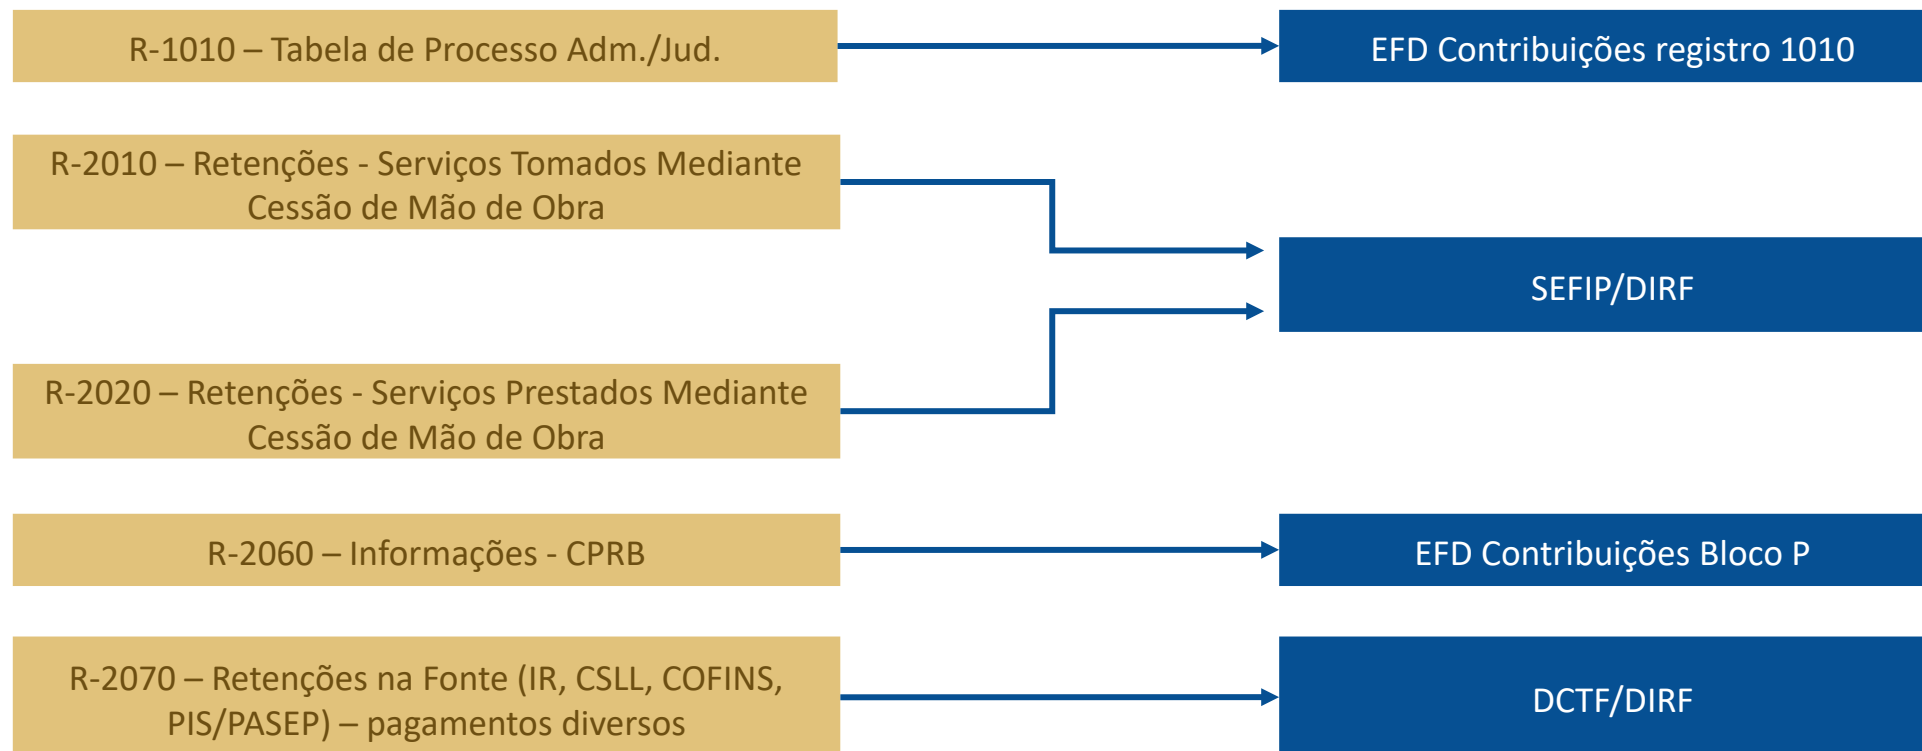 R-1010 – Tabela de Processo Adm./Jud.
EFD Contribuições registro 1010
R-2010 – Retenções - Serviços Tomados Mediante
Cessão de Mão de Obra
SEFIP/DIRF
R-2020 – Retenções - Serviços Prestados Mediante
Cessão de Mão de Obra
R-2060 – Informações - CPRB
EFD Contribuições Bloco P
R-2070 – Retenções na Fonte (IR, CSLL, COFINS,
PIS/PASEP) – pagamentos diversos
DCTF/DIRF